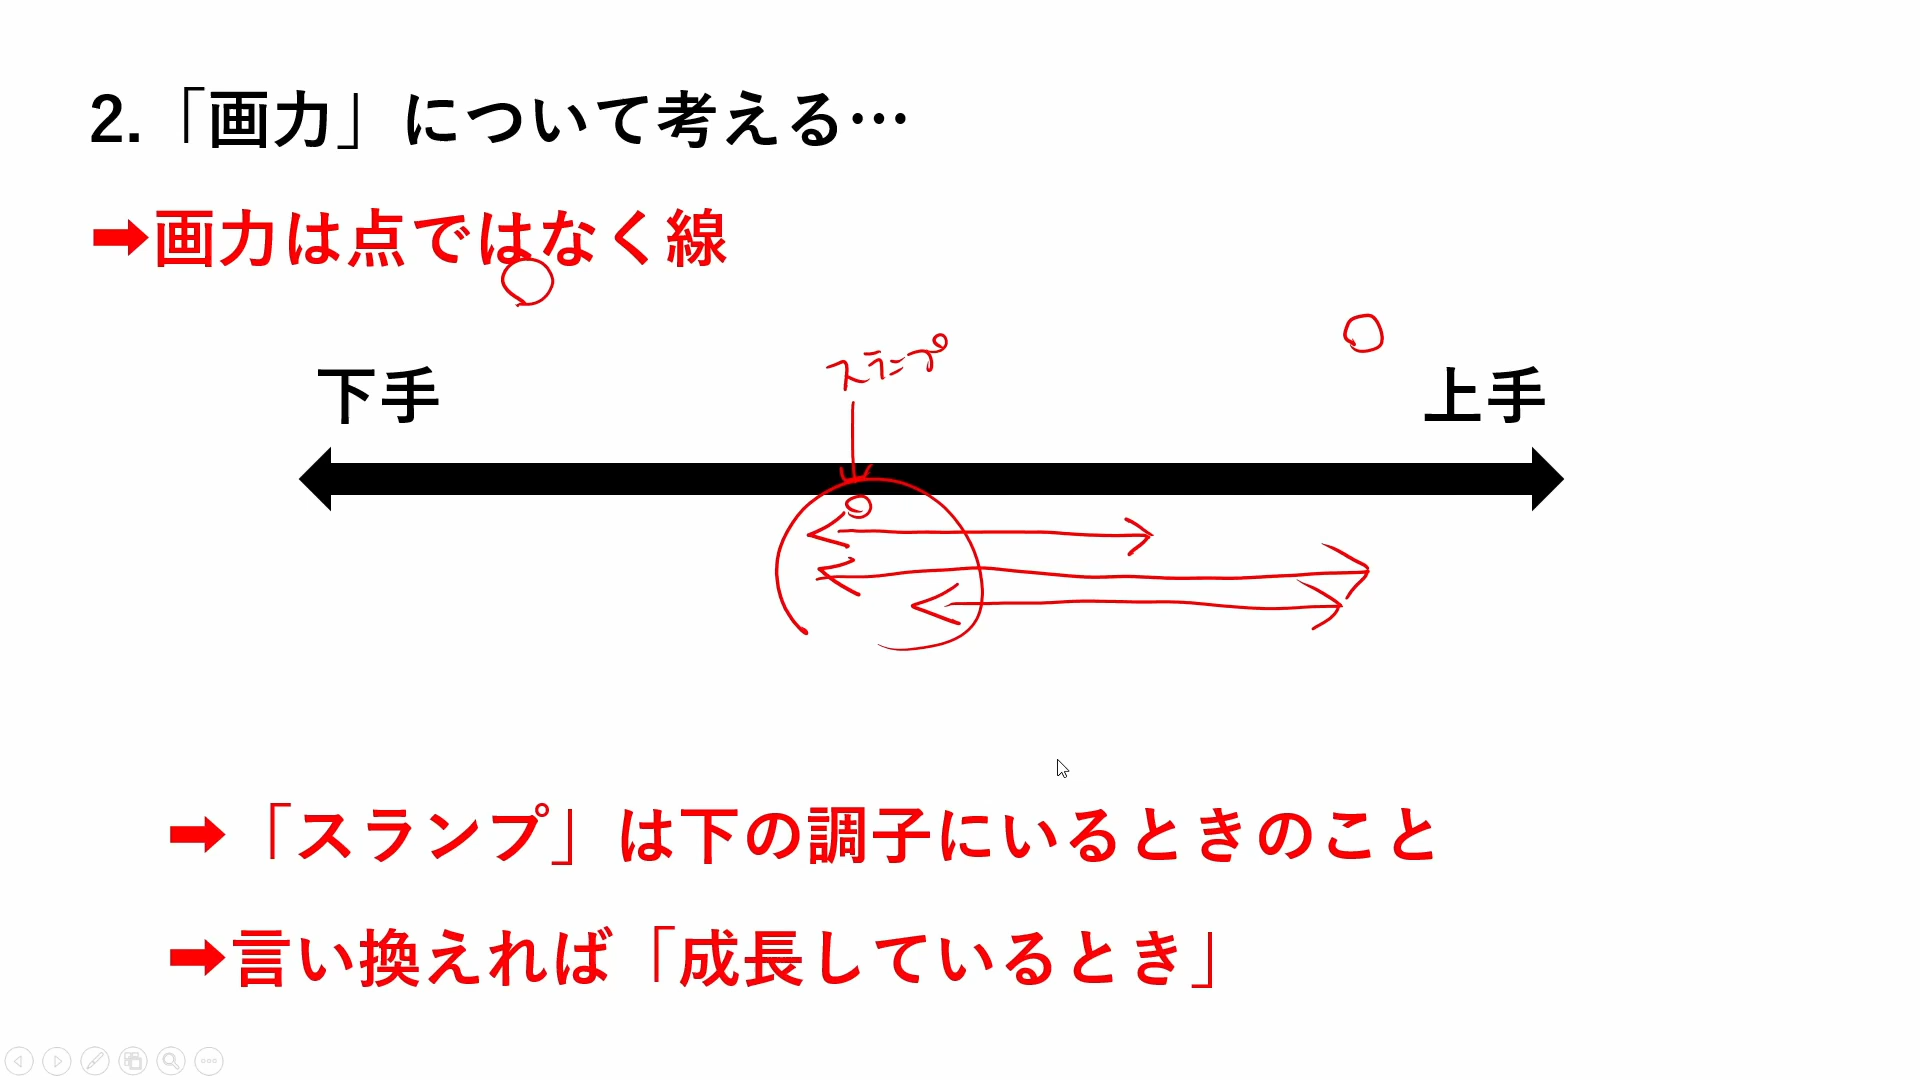 2.「画力」について考える…
➡画力は点ではなく線
スランプ
下手
上手
➡「スランプ」は下の調子にいるときのこと
➡言い換えれば「成長しているとき」